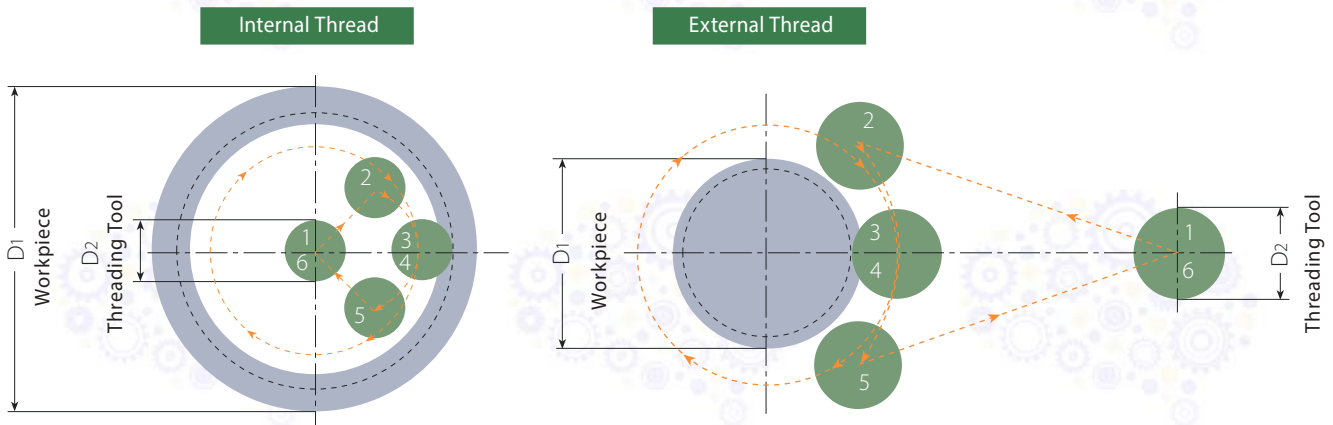 Internal Thread
External Thread
D1
Workpiece
D2
Threading Tool
1
6
2
3
4
5
D1
Workpiece
2
3
4
5
1
6
D2
Threading Tool